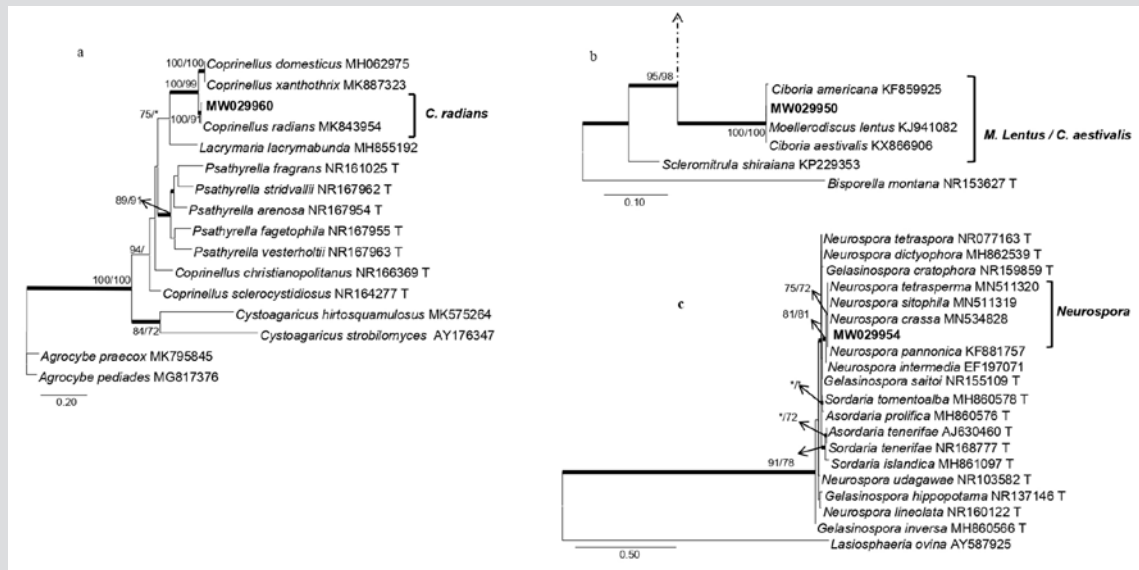 a
100/100
Coprinellus domesticus MH062975
100/99
Coprinellus xanthothrix MK887323
MW029960
C. radians
75/*
100/91
Coprinellus radians MK843954
Lacrymaria lacrymabunda MH855192
Psathyrella fragrans NR161025 T
Psathyrella stridvallii NR167962 T
89/91
Psathyrella arenosa NR167954 T
Psathyrella fagetophila NR167955 T
Psathyrella vesterholtii NR167963 T
94/
Coprinellus christianopolitanus NR166369 T
100/100
Coprinellus sclerocystidiosus NR164277 T
Cystoagaricus hirtosquamulosus MK575264
84/72
Cystoagaricus strobilomyces AY176347
Agrocybe praecox MK795845
Agrocybe pediades MG817376
0.20
b
95/98
Ciboria americana KF859925
MW029950
Moellerodiscus lentus KJ941082
100/100
M. Lentus / C. aestivalis
Ciboria aestivalis KX866906
Scleromitrula shiraiana KP229353
Bisporella montana NR153627 T
0.10
c
Neurospora tetraspora NR077163 T
Neurospora dictyophora MH862539 T
Gelasinospora cratophora NR159859 T
75/72
Neurospora tetrasperma MN511320
Neurospora sitophila MN511319
Neurospora
81/81
Neurospora crassa MN534828
MW029954
Neurospora pannonica KF881757
Neurospora intermedia EF197071
Gelasinospora saitoi NR155109 T
Sordaria tomentoalba MH860578 T
Asordaria prolifica MH860576 T
*/72
Asordaria tenerifae AJ630460 T
Sordaria tenerifae NR168777 T
91/78
Sordaria islandica MH861097 T
Neurospora udagawae NR103582 T
Gelasinospora hippopotama NR137146 T
Neurospora lineolata NR160122 T
Gelasinospora inversa MH860566 T
Lasiosphaeria ovina AY587925
0.50